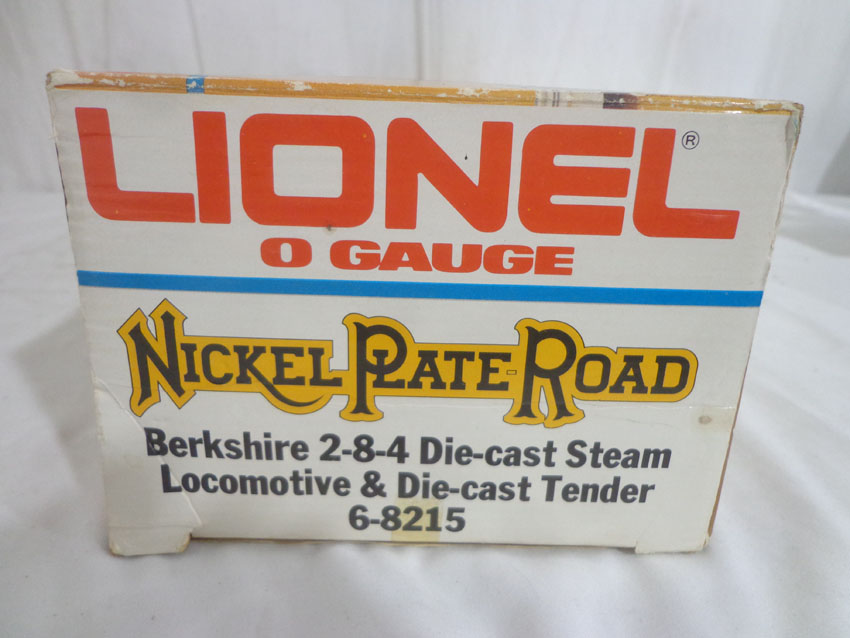 LIONEL®
O GAUGE
NICKEL PLATE-ROAD
Berkshire 2-8-4 Die-cast Steam
Locomotive & Die-cast Tender
6-8215